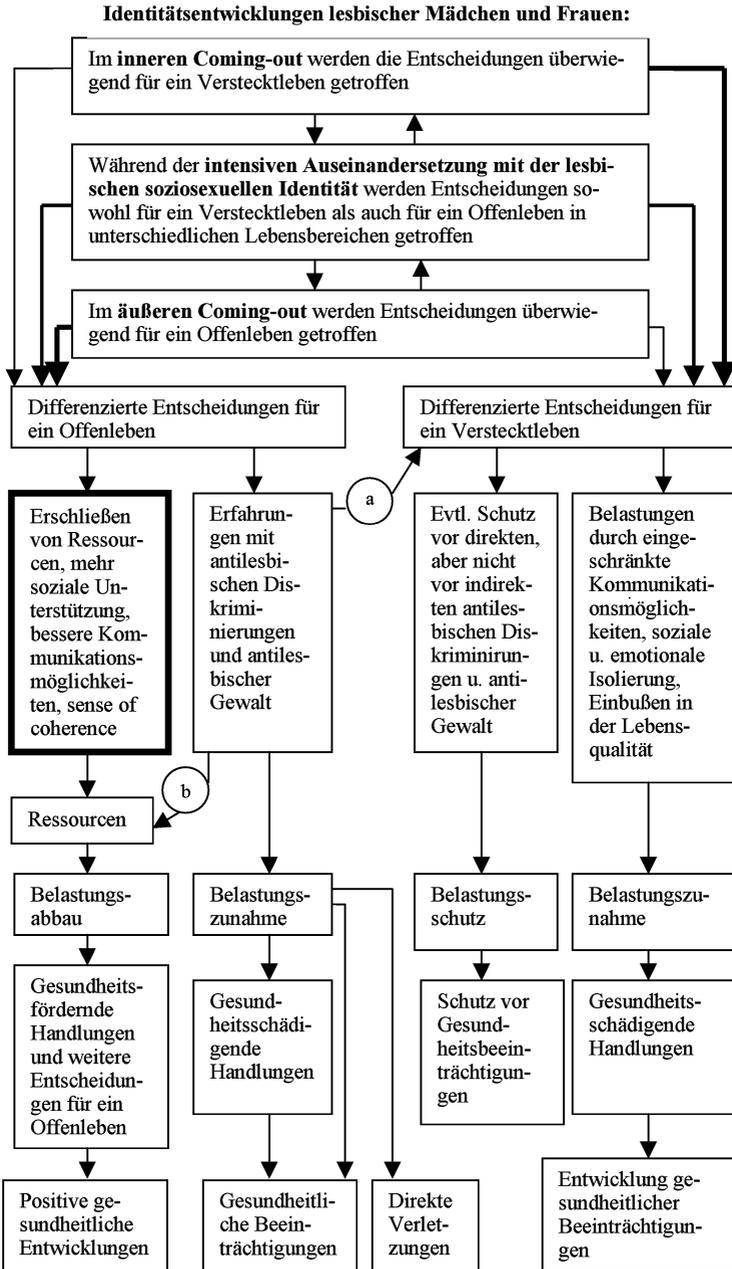 Identitätsentwicklungen lesbischer Mädchen und Frauen:
Im inneren Coming-out werden die Entscheidungen überwie-
gend für ein Verstecktleben getroffen
Während der intensiven Auseinandersetzung mit der lesbi-
schen soziosexuellen Identität werden Entscheidungen so-
wohl für ein Verstecktleben als auch für ein Offenleben in
unterschiedlichen Lebensbereichen getroffen
Im äußeren Coming-out werden Entscheidungen überwie-
gend für ein Offenleben getroffen
Differenzierte Entscheidungen für
ein Offenleben
Differenzierte Entscheidungen für
ein Verstecktleben
Erschließen
von Ressour-
cen, mehr
soziale Un-
terstützung,
bessere Kom-
munikations-
möglichkei-
ten, sense of
coherence
Erfahrun-
gen mit
antilesbi-
schen Dis-
krimi-
nierungen
und antiles-
bischer
Gewalt
a
Evtl. Schutz
vor direkten,
aber nicht
vor indirek-
ten antiles-
bischen Dis-
kriminirun-
gen u. anti-
lesbischer
Gewalt
Belastungen
durch einge-
schränkte
Kommunikati-
onsmöglich-
keiten, soziale
u. emotionale
Isolierung,
Einbußen in
der Lebens-
qualität
b
Ressourcen
Belastungs-
abbau
Belastungs-
zunahme
Belastungs-
schutz
Belastungszu-
nahme
Gesundheits-
fördernde
Handlungen
und weitere
Entscheidun-
gen für ein
Offenleben
Gesund-
heitsschädi-
gende
Handlungen
Schutz vor
Gesund-
heitsbeein-
trächtigun-
gen
Gesundheits-
schädigende
Handlungen
Positive ge-
sundheitliche
Entwicklungen
Gesundheitli-
che Beein-
trächtigungen
Direkte
Verlet-
zungen
Entwicklung ge-
sundheitlicher
Beeinträchtigun-
gen